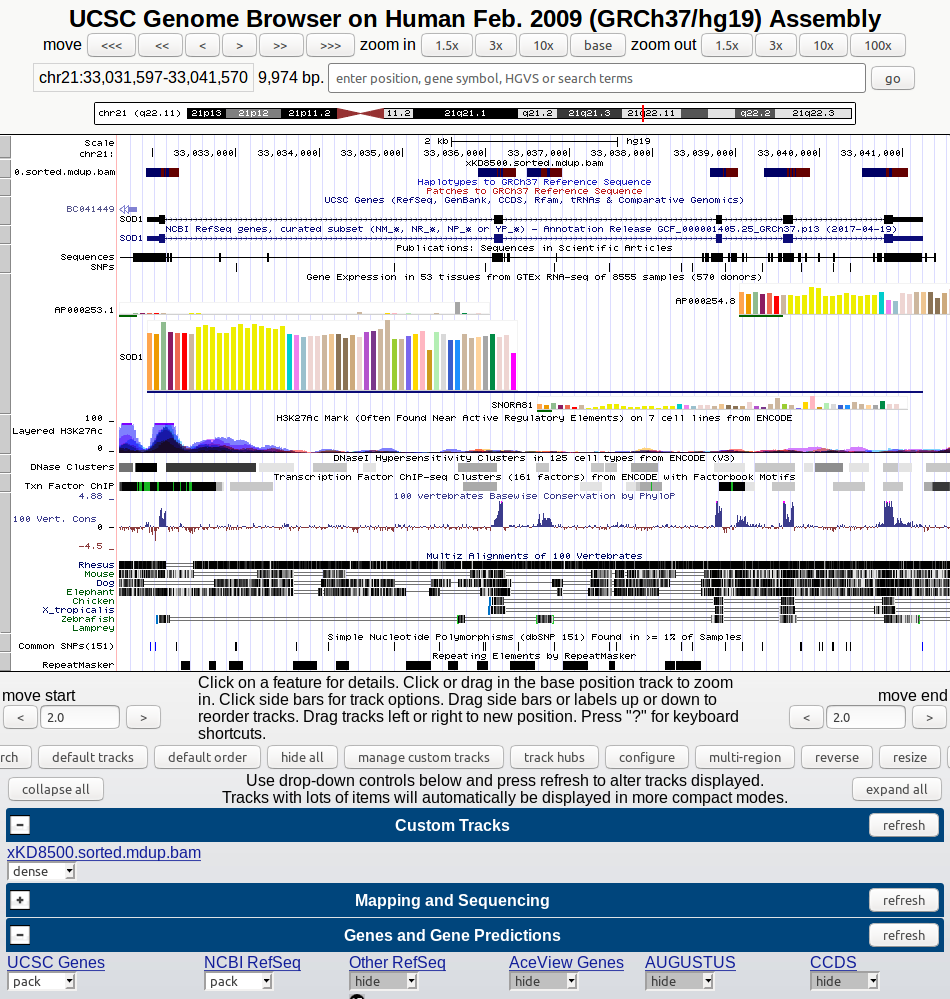 UCSC Genome Browser on Human Feb. 2009 (GRCh37/hg19) Assembly
move <<< << < > >> >>> zoom in 1.5x 3x 10x base zoom out 1.5x 3x 10x 100x
chr21:33,031,597-33,041,570 9,974 bp. enter position, gene symbol, HGVS or search terms go
chr21 (q22.11) 21p13 21p12 21p11.2 11.2 21q21.1 q21.2 21q21.3 21q22.11 q22.2 21q22.3
Scale 2 kb hg19
chr21: 33,033,000 33,034,000 33,035,000 33,036,000 33,037,000 33,038,000 33,039,000 33,040,000 33,041,000
xKD8500.sorted.mdup.bam
0.sorted.mdup.bam
Haplotypes to GRCh37 Reference Sequence
Patches to GRCh37 Reference Sequence
UCSC Genes (RefSeq, GenBank, CCDS, Rfam, tRNAs & Comparative Genomics)
BC041449
SOD1
NCBI RefSeq genes, curated subset (NM_*, NR_*, NP_* or YP_*) - Annotation Release GCF_000001405.25_GRCh37.p13 (2017-04-19)
SOD1
Publications: Sequences in Scientific Articles
Sequences
SNPs
Gene Expression in 53 tissues from GTEx RNA-seq of 8555 samples (570 donors)
AP000253.1 AP000254.8
SOD1
SNORA81
100 _ H3K27Ac Mark (Often Found Near Active Regulatory Elements) on 7 cell lines from ENCODE
Layered H3K27Ac
0 _
DNaseI Hypersensitivity Clusters in 125 cell types from ENCODE (V3)
DNase Clusters
Transcription Factor ChIP-seq Clusters (161 factors) from ENCODE with Factorbook Motifs
Txn Factor ChIP
4.88 _ 100 vertebrates Basewise Conservation by PhyloP
100 Vert. Cons
0 -
-4.5 _
Multiz Alignments of 100 Vertebrates
Rhesus
Mouse
Dog
Elephant
Chicken
X_tropicalis
Zebrafish
Lamprey
Simple Nucleotide Polymorphisms (dbSNP 151) Found in >= 1% of Samples
Common SNPs(151)
Repeating Elements by RepeatMasker
RepeatMasker
move start Click on a feature for details. Click or drag in the base position track to zoom move end
in. Click side bars for track options. Drag side bars or labels up or down to
< 2.0 > reorder tracks. Drag tracks left or right to new position. Press "?" for keyboard < 2.0 >
shortcuts.
rch default tracks default order hide all manage custom tracks track hubs configure multi-region reverse resize
collapse all Use drop-down controls below and press refresh to alter tracks displayed. expand all
Tracks with lots of items will automatically be displayed in more compact modes.
- Custom Tracks refresh
xKD8500.sorted.mdup.bam
dense
+ Mapping and Sequencing refresh
- Genes and Gene Predictions refresh
UCSC Genes NCBI RefSeq Other RefSeq AceView Genes AUGUSTUS CCDS
pack pack hide hide hide hide